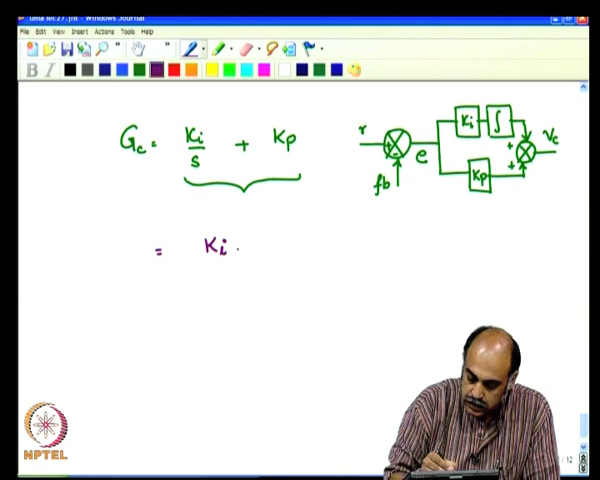 uma lec27.jnt - Windows Journal
File Edit View Insert Actions Tools Help
B I
Gc = Ki/s + Kp
r + - e fb
Ki ∫
Kp
+ + Vc
= Ki
NPTEL
/ 12